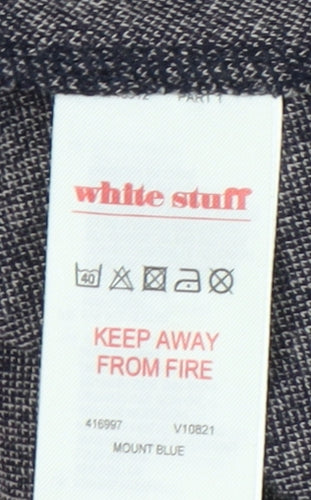 PART 1
white stuff
40
KEEP AWAY
FROM FIRE
416997 V10821
MOUNT BLUE